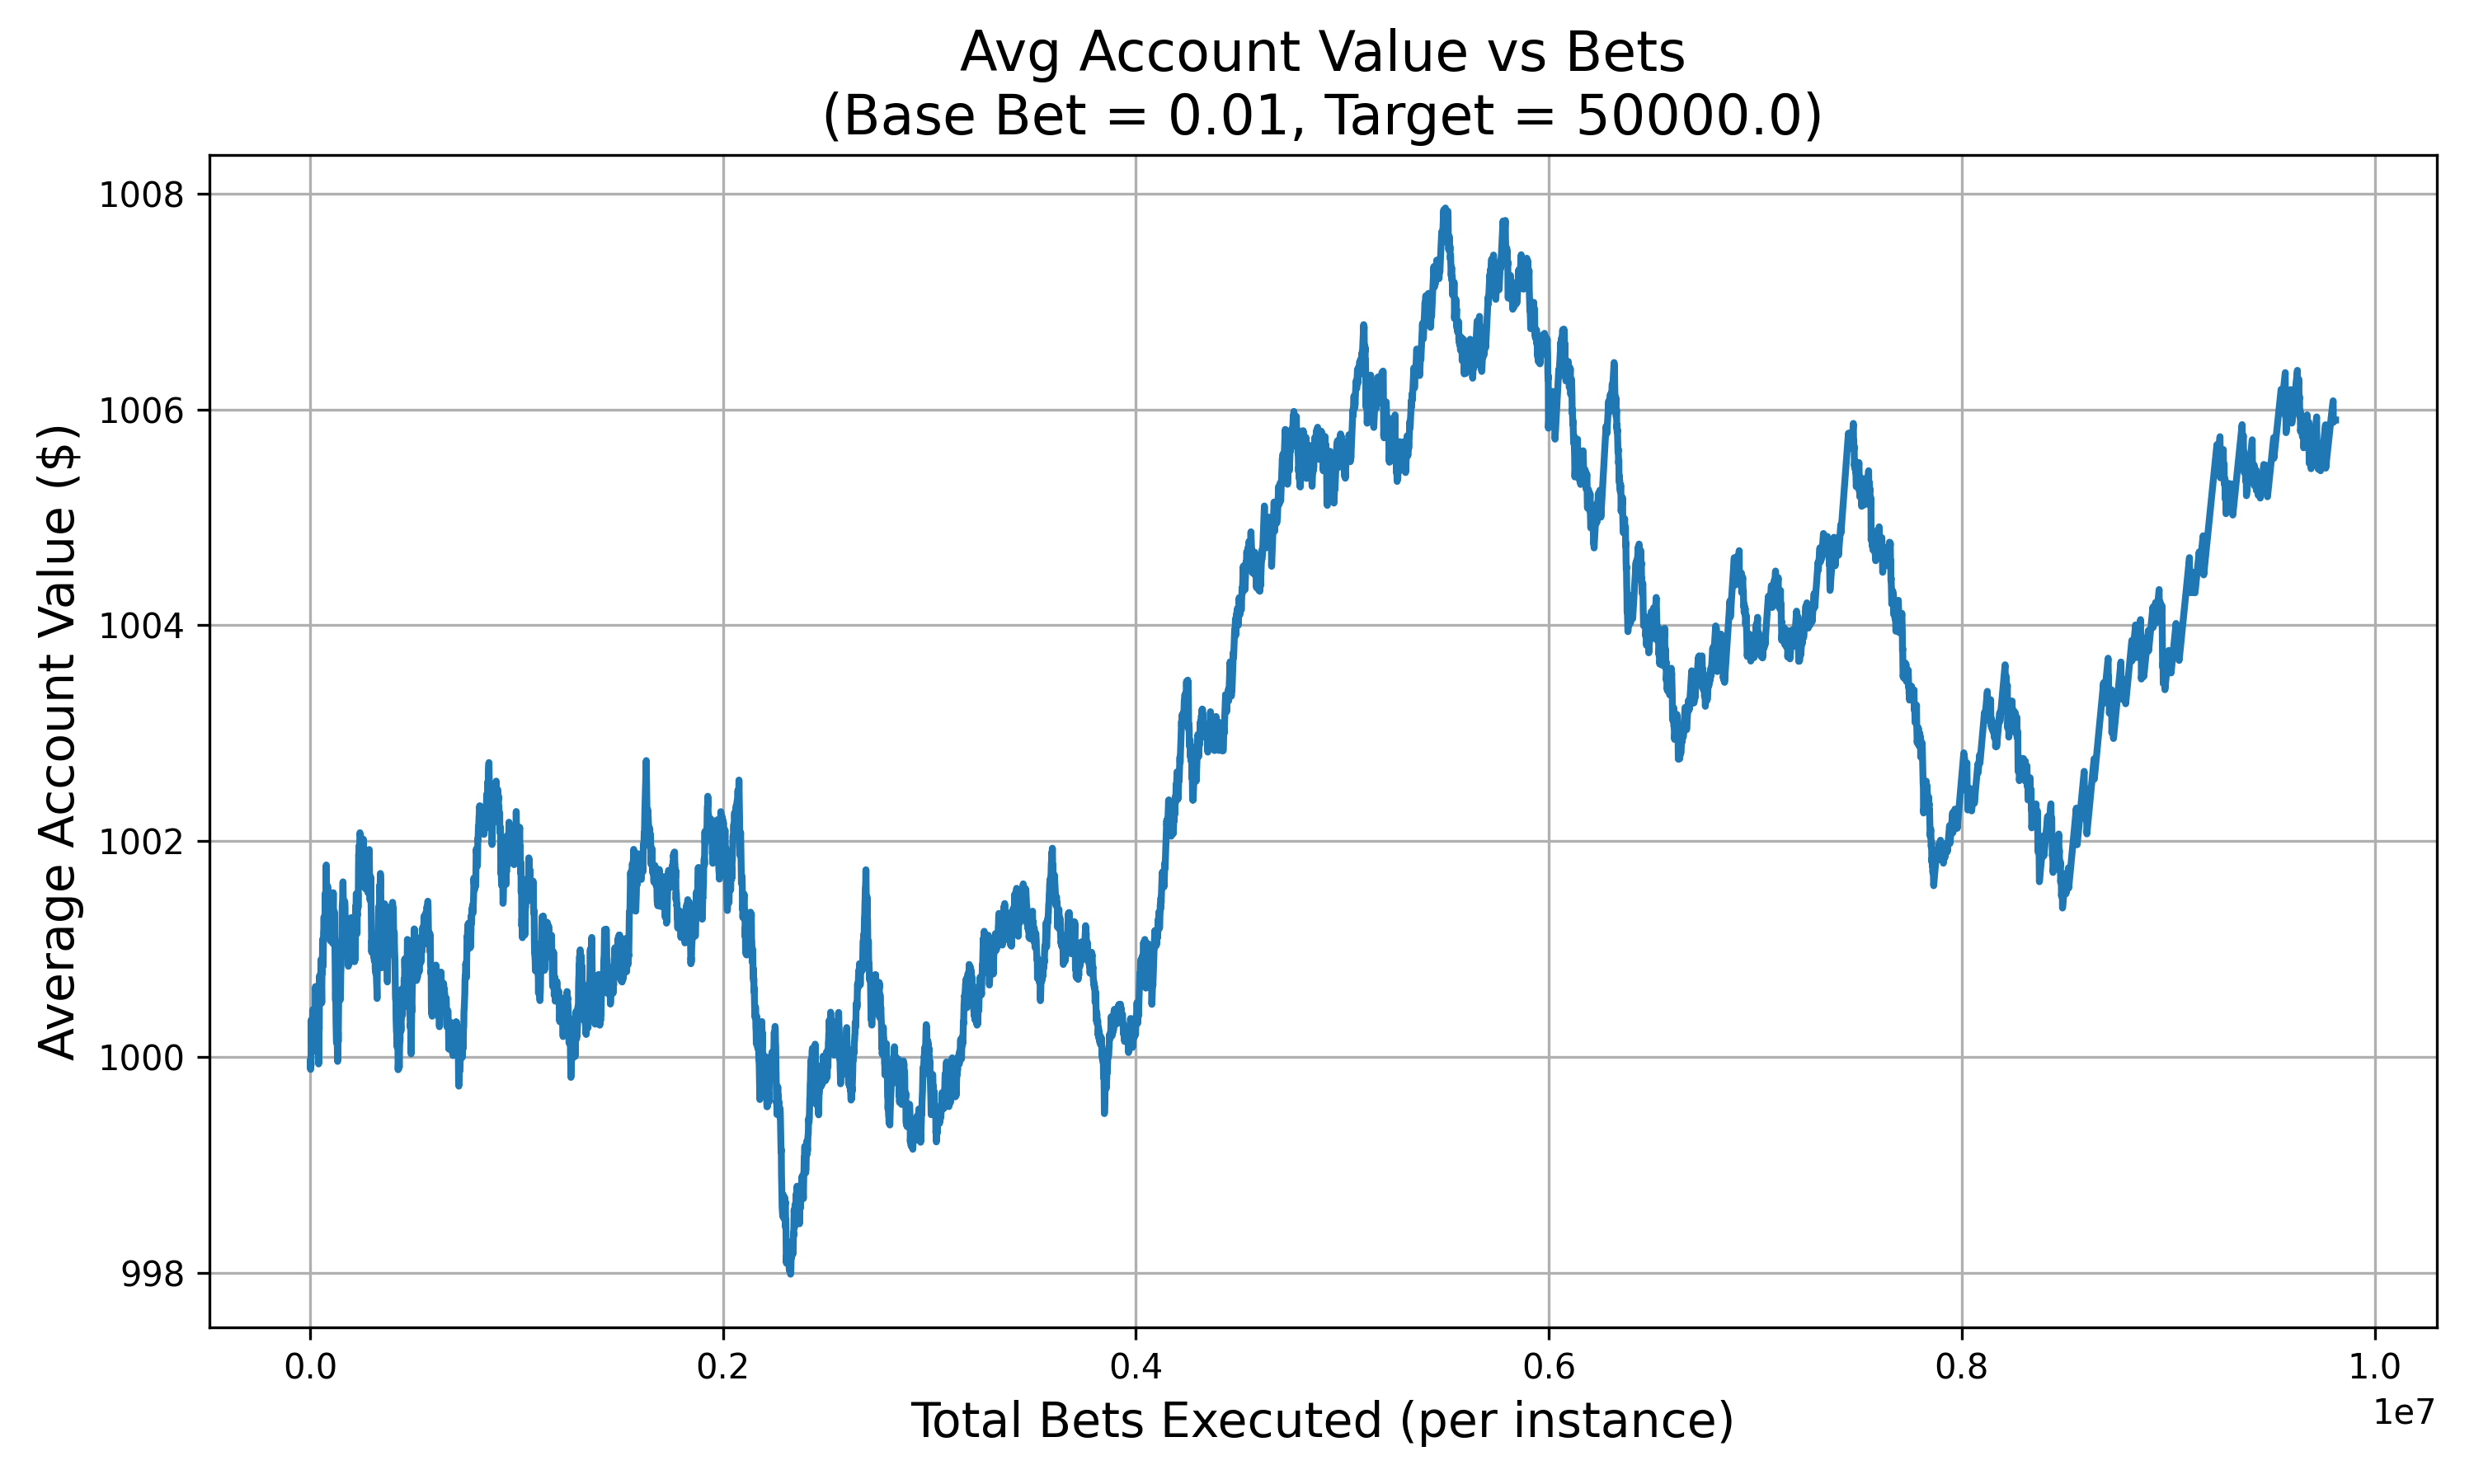 Avg Account Value vs Bets
(Base Bet = 0.01, Target = 50000.0)
Average Account Value ($)
1008
1006
1004
1002
1000
998
0.0 0.2 0.4 0.6 0.8 1.0
1e7
Total Bets Executed (per instance)